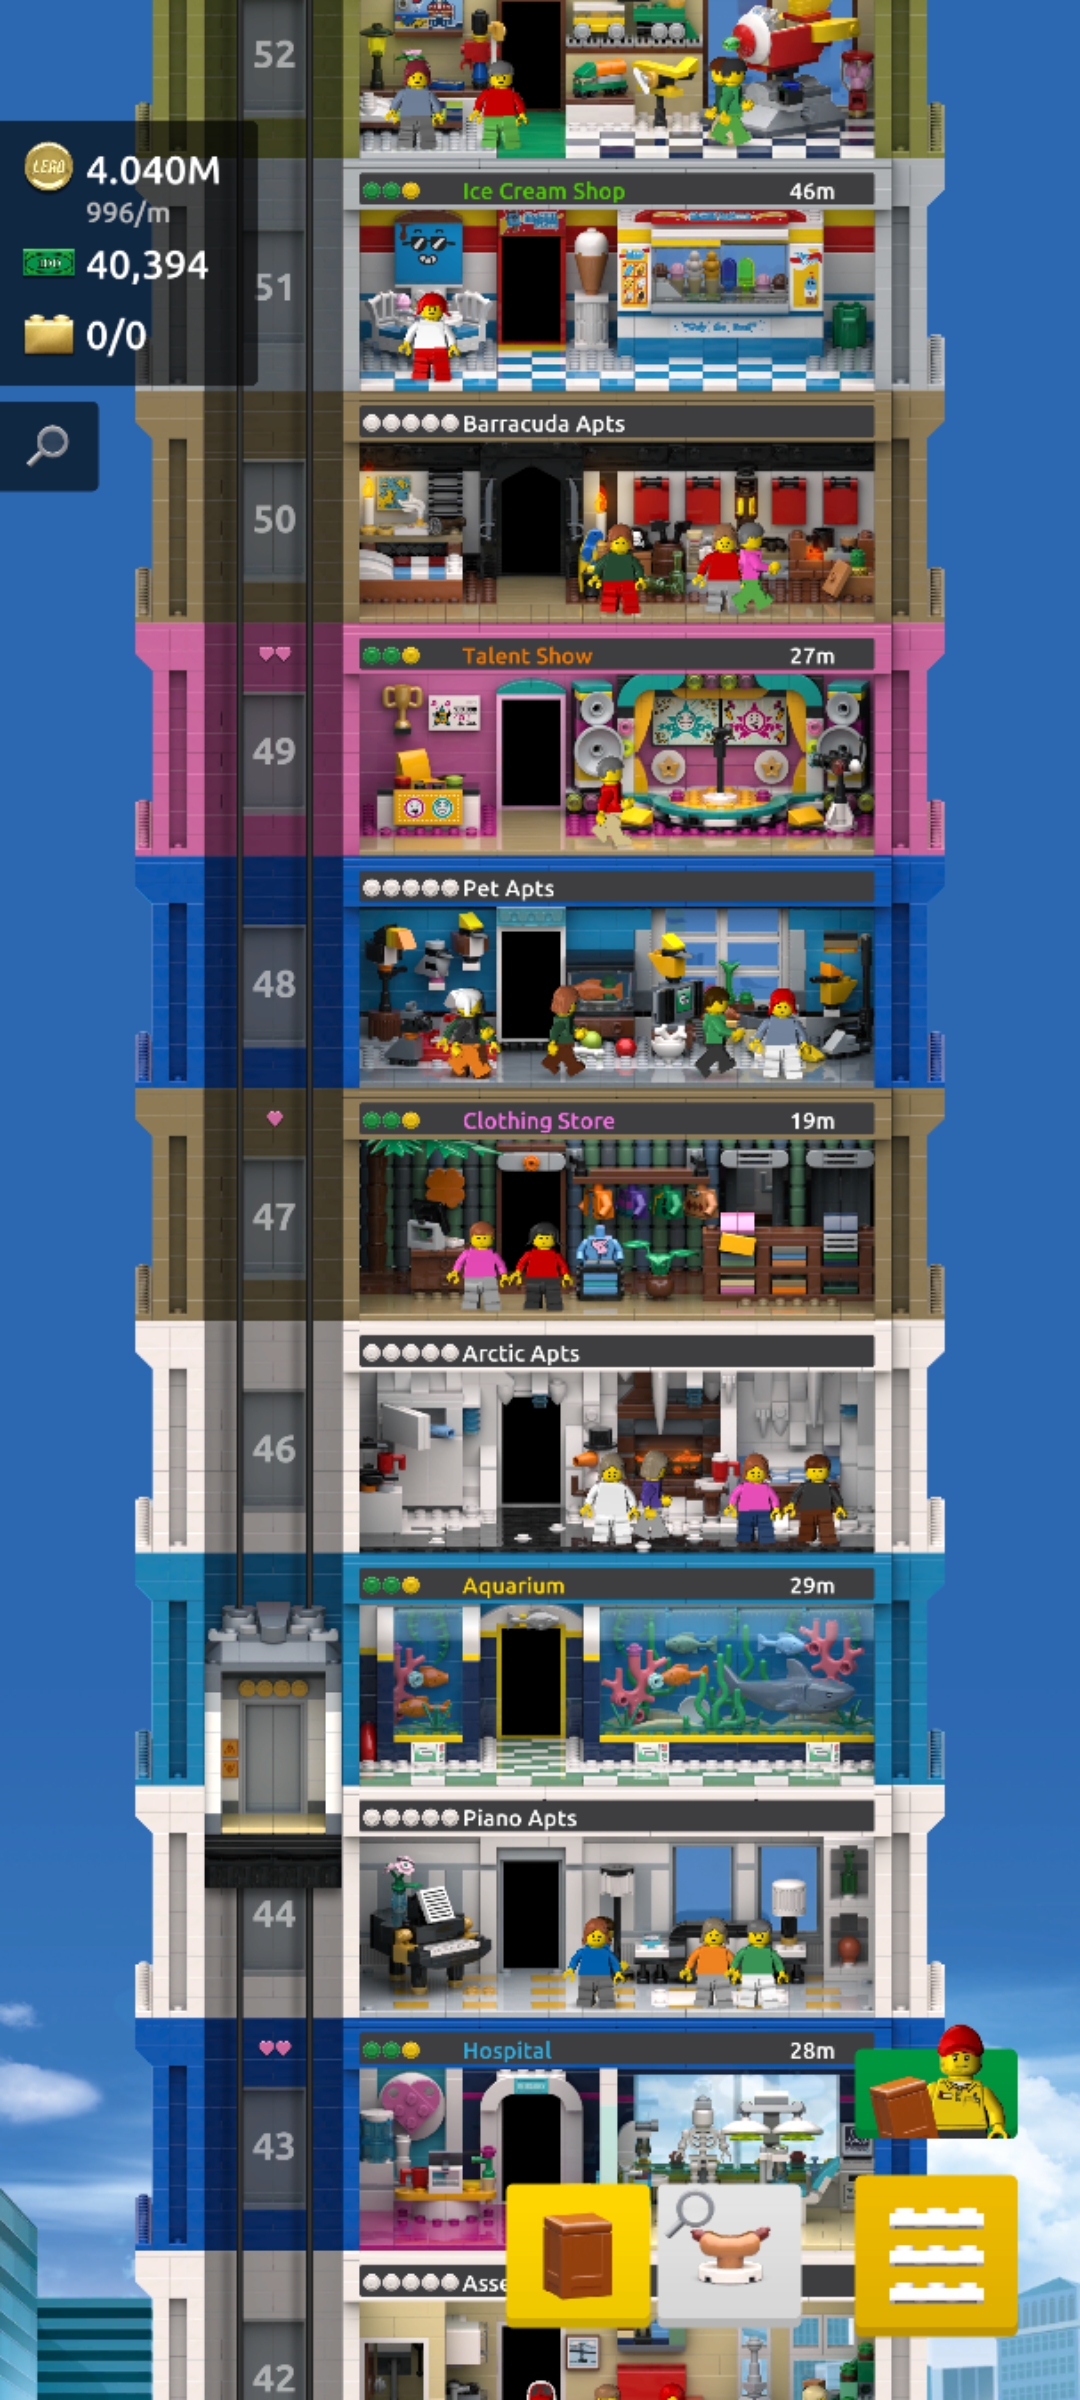 52
LEGO
4.040M
996/m
40,394
0/0
Ice Cream Shop 46m
51
Barracuda Apts
50
Talent Show 27m
49
Pet Apts
48
Clothing Store 19m
47
Arctic Apts
46
Aquarium 29m
Piano Apts
44
Hospital 28m
43
Asse
42